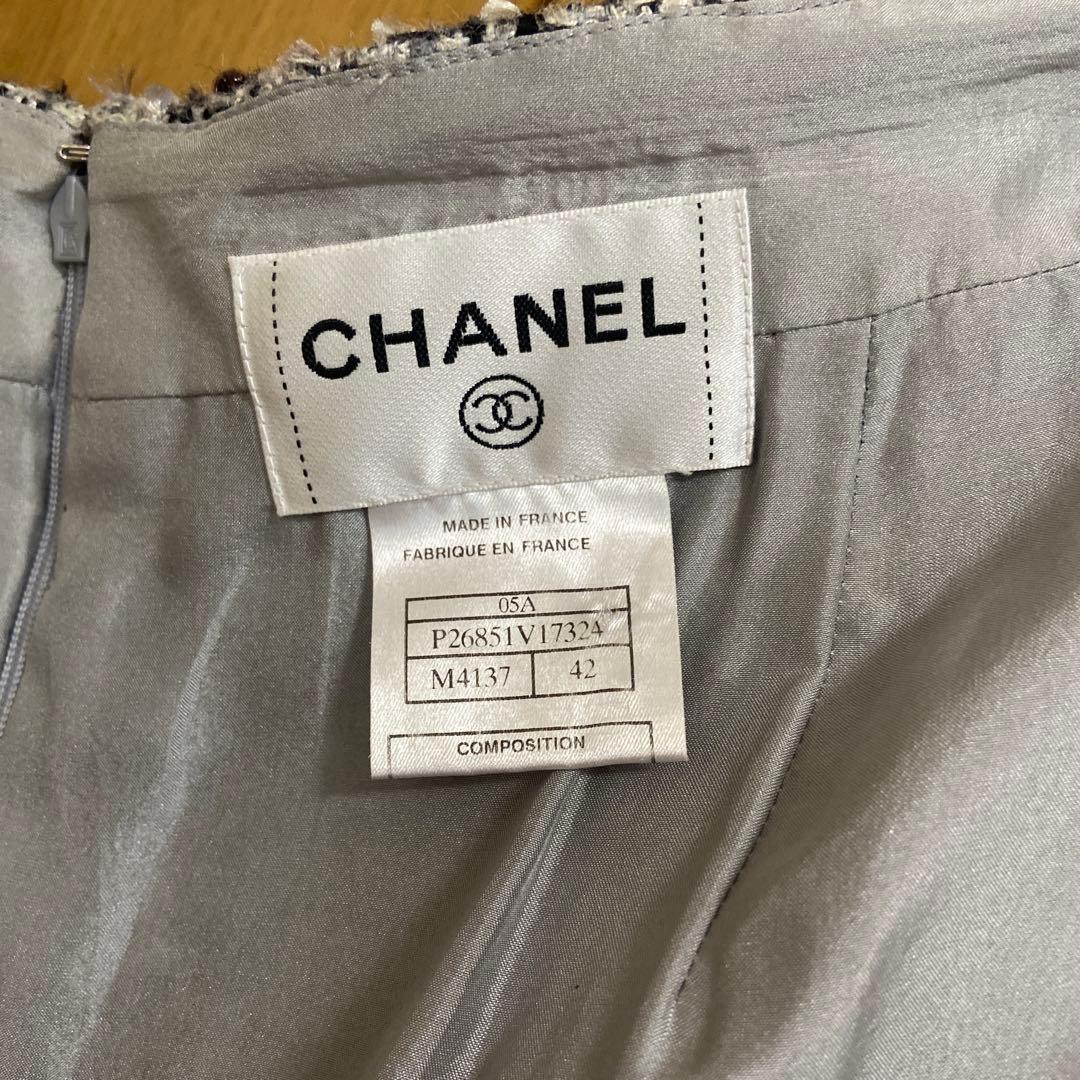 CHANEL
MADE IN FRANCE
FABRIQUE EN FRANCE
05A
P26851V17324
M4137 42
COMPOSITION